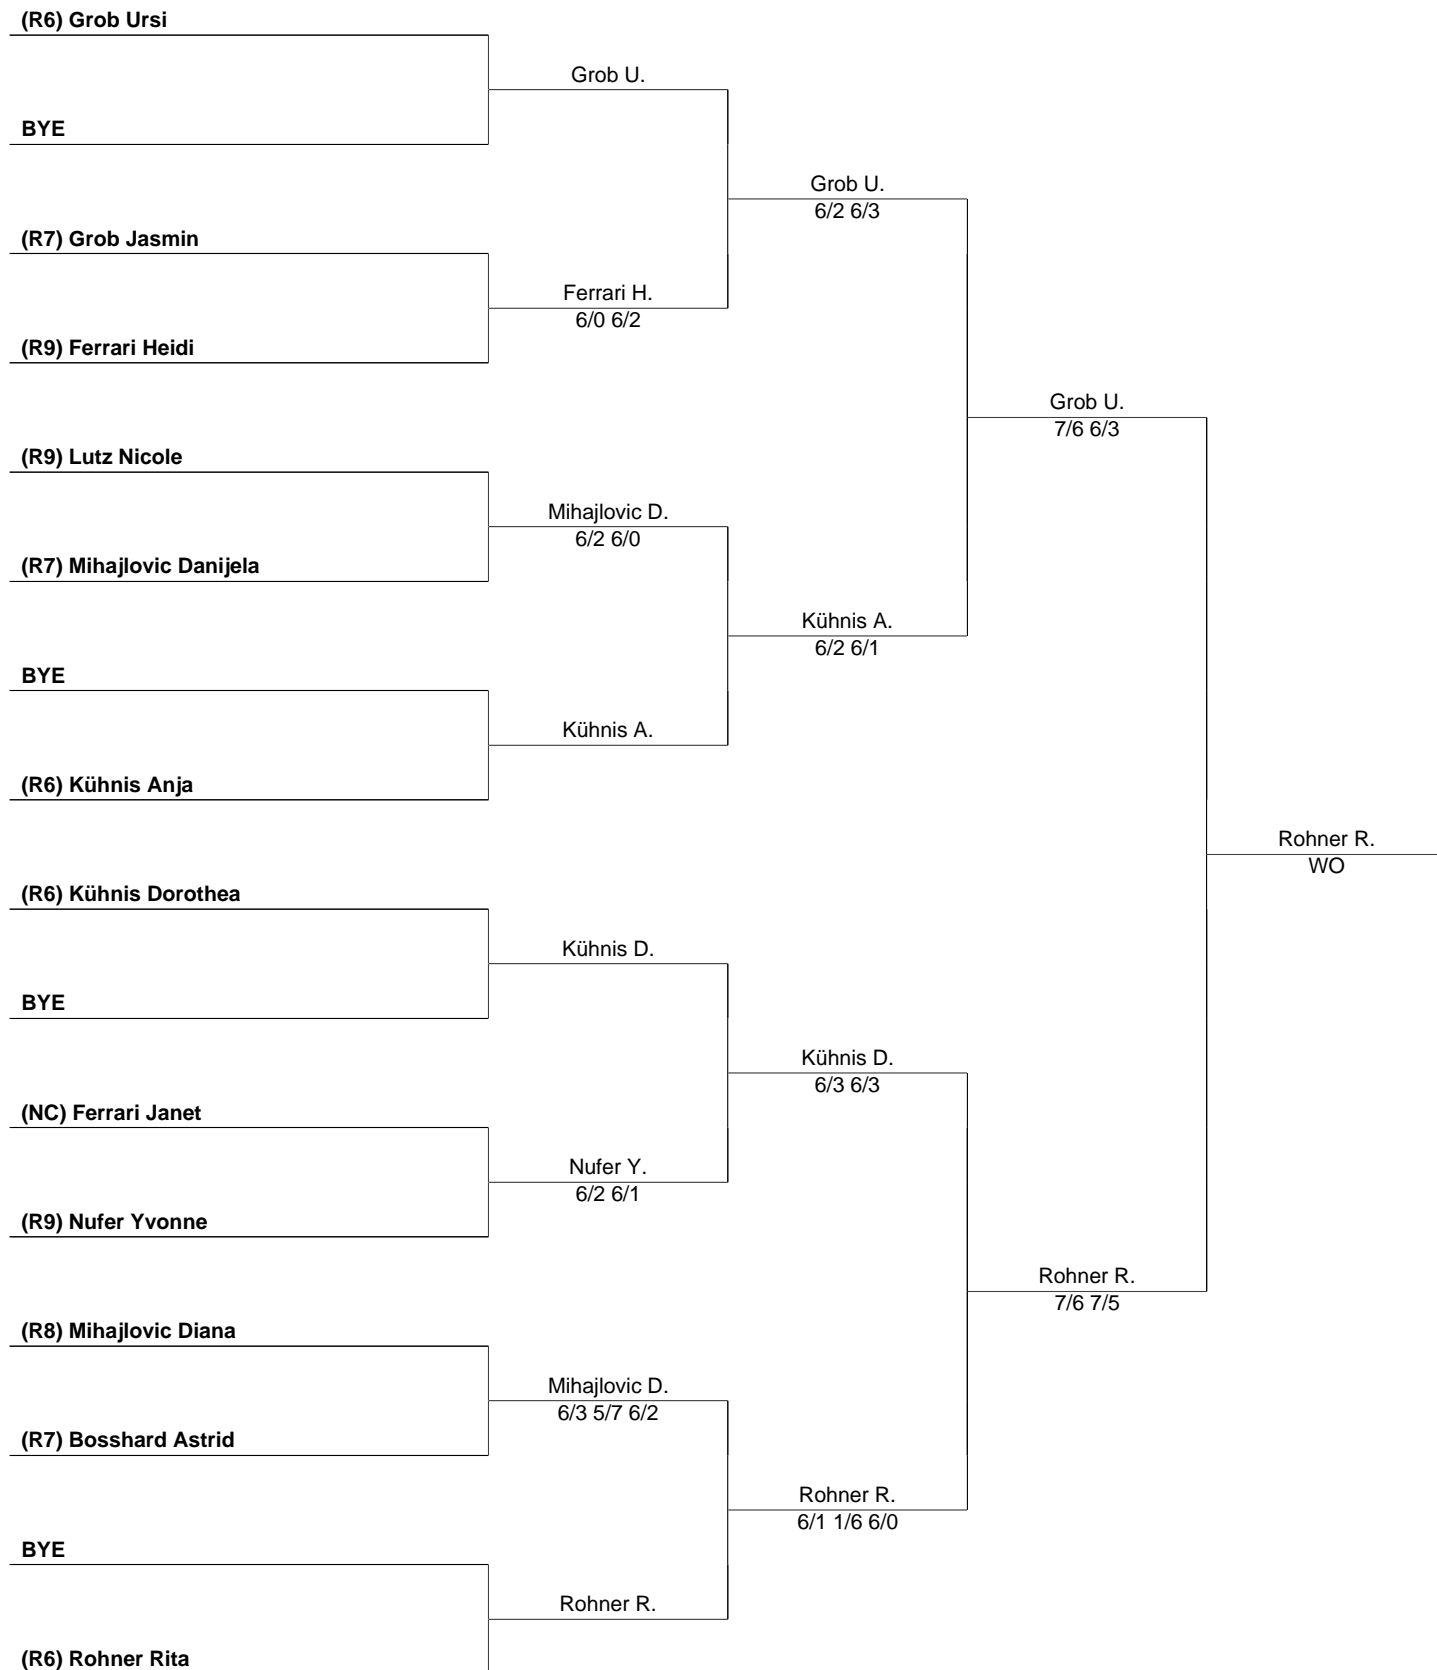 (R6) Grob Ursi
Grob U.
BYE
Grob U.
6/2 6/3
(R7) Grob Jasmin
Ferrari H.
6/0 6/2
(R9) Ferrari Heidi
Grob U.
7/6 6/3
(R9) Lutz Nicole
Mihajlovic D.
6/2 6/0
(R7) Mihajlovic Danijela
Kühnis A.
6/2 6/1
BYE
Kühnis A.
(R6) Kühnis Anja
Rohner R.
WO
(R6) Kühnis Dorothea
Kühnis D.
BYE
Kühnis D.
6/3 6/3
(NC) Ferrari Janet
Nufer Y.
6/2 6/1
(R9) Nufer Yvonne
Rohner R.
7/6 7/5
(R8) Mihajlovic Diana
Mihajlovic D.
6/3 5/7 6/2
(R7) Bosshard Astrid
Rohner R.
6/1 1/6 6/0
BYE
Rohner R.
(R6) Rohner Rita